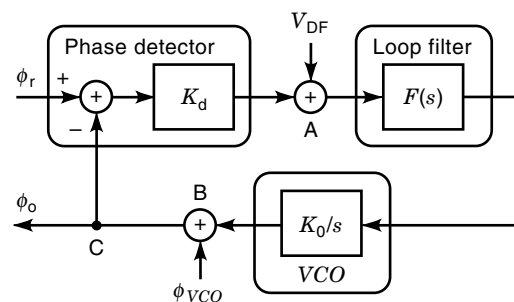 Phase detector
V_DF
Loop filter
ϕ_r
+
+
−
K_d
+
A
F(s)
B
ϕ_o
C
+
K_0/s
VCO
ϕ_VCO